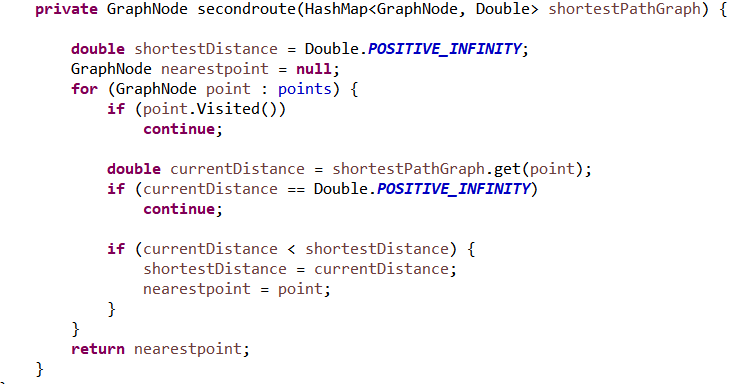 private GraphNode secondroute(HashMap<GraphNode, Double> shortestPathGraph) {
double shortestDistance = Double.POSITIVE_INFINITY;
GraphNode nearestpoint = null;
for (GraphNode point : points) {
if (point.Visited())
continue;
double currentDistance = shortestPathGraph.get(point);
if (currentDistance == Double.POSITIVE_INFINITY)
continue;
if (currentDistance < shortestDistance) {
shortestDistance = currentDistance;
nearestpoint = point;
}
}
return nearestpoint;
}